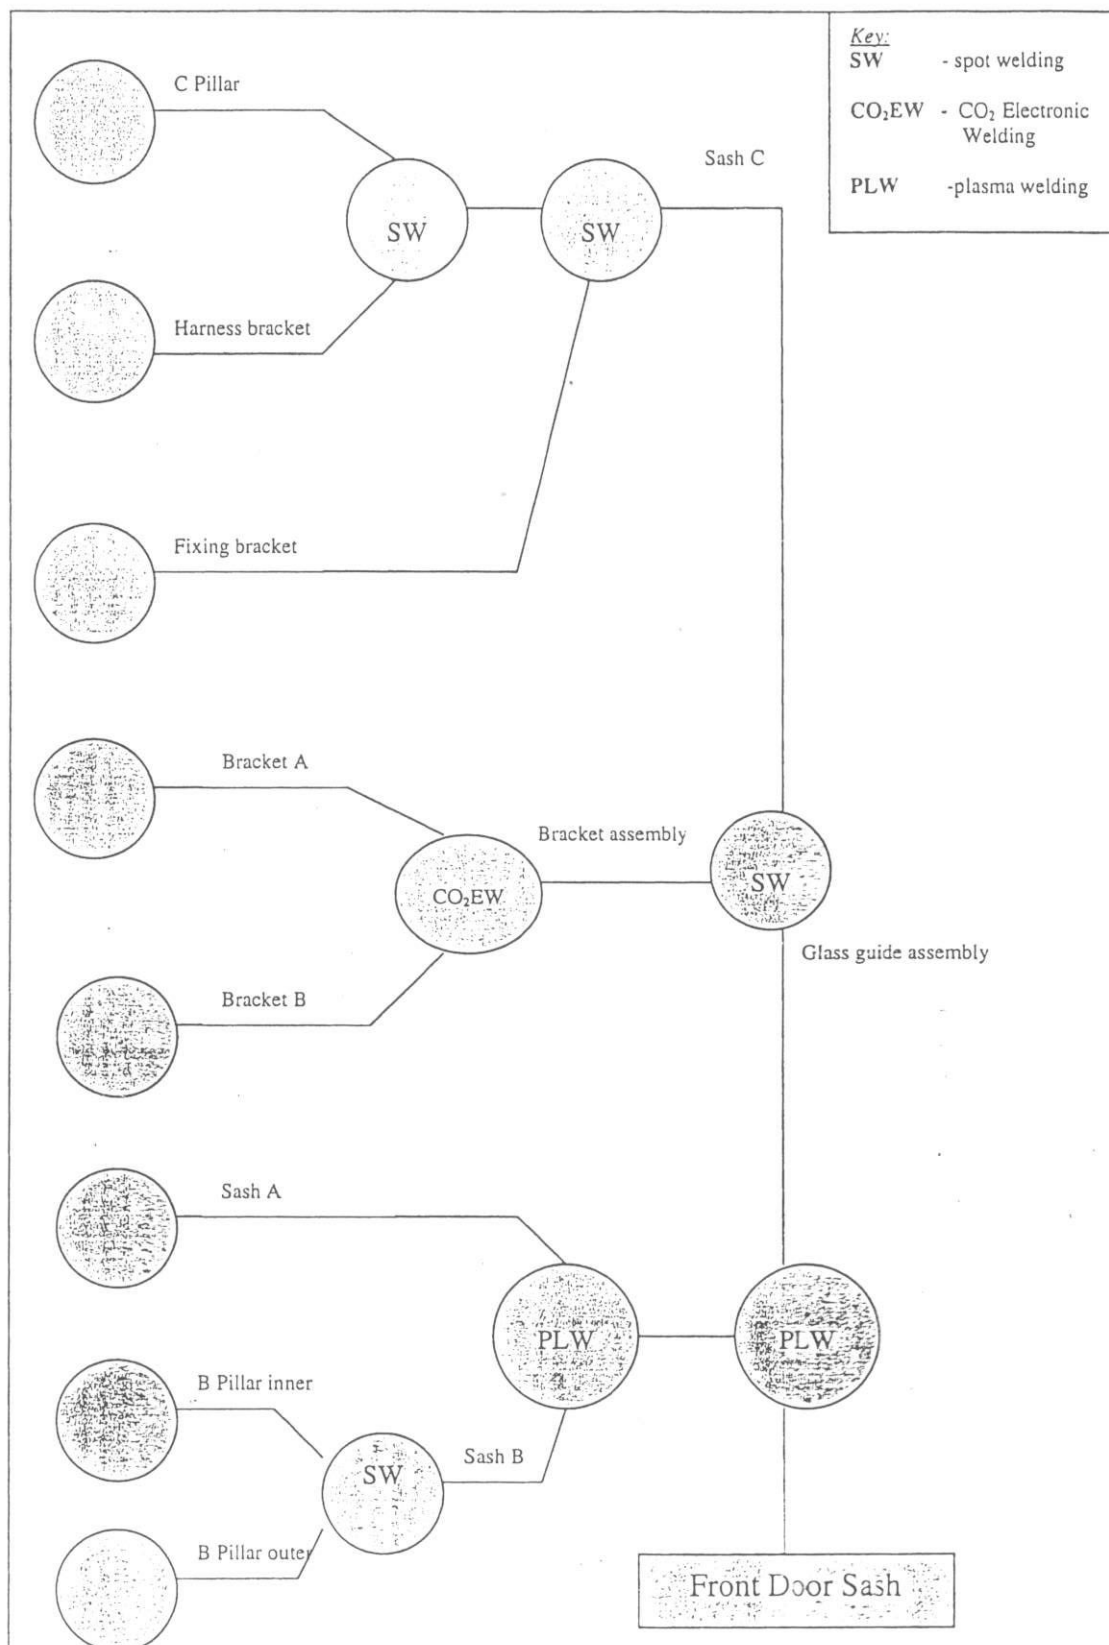 Key:
SW - spot welding
CO₂EW - CO₂ Electronic
Welding
PLW -plasma welding
C Pillar
Sash C
SW
SW
Harness bracket
Fixing bracket
Bracket A
Bracket assembly
CO₂EW
SW
Glass guide assembly
Bracket B
Sash A
PLW
PLW
B Pillar inner
Sash B
SW
B Pillar outer
Front Door Sash